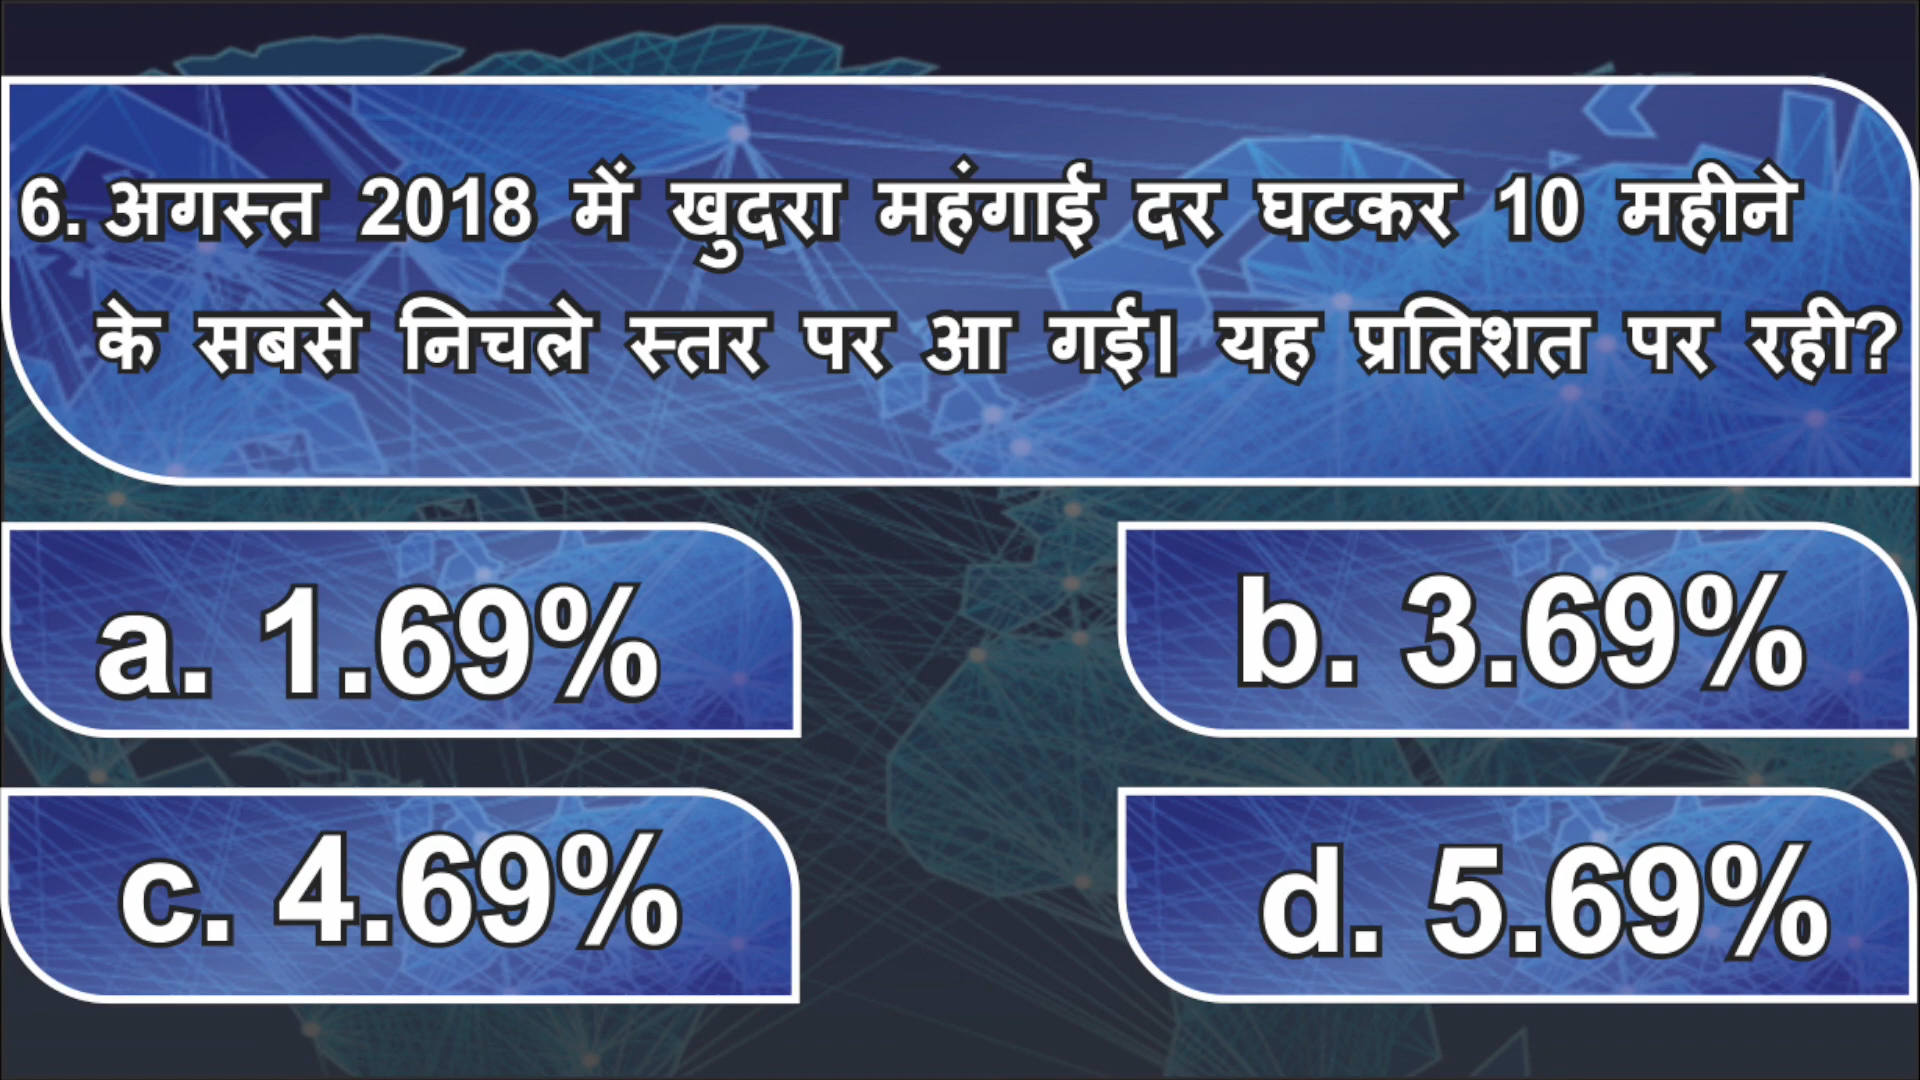 6. अगस्त 2018 में खुदरा महंगाई दर घटकर 10 महीने
के सबसे निचले स्तर पर आ गई। यह प्रतिशत पर रही?
a. 1.69%
b. 3.69%
c. 4.69%
d. 5.69%